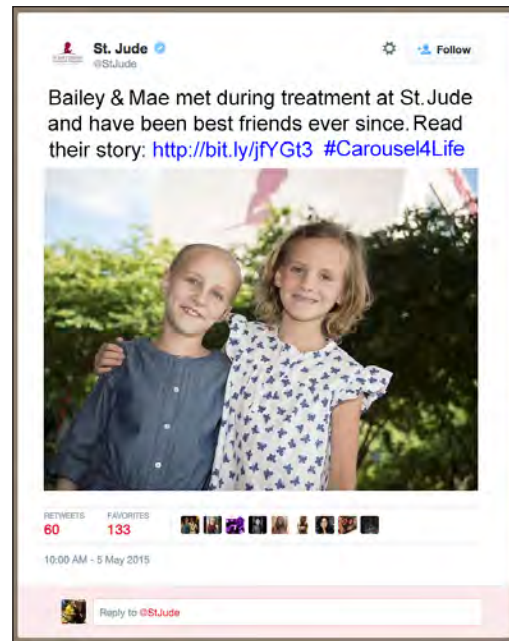 St. Jude
@StJude
Follow
Bailey & Mae met during treatment at St. Jude
and have been best friends ever since. Read
their story: http://bit.ly/jfYGt3 #Carousel4Life
RETWEETS FAVORITES
60 133
10:00 AM - 5 May 2015
Reply to @StJude